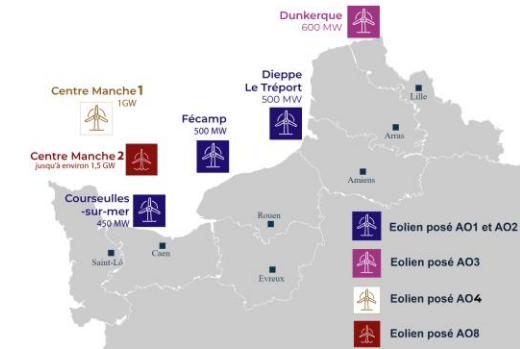 Dunkerque
600 MW
Dieppe
Le Tréport
500 MW
Lille
Centre Manche 1
1GW
Fécamp
500 MW
Arras
Centre Manche 2
jusqu'à environ 1,5 GW
Amiens
Courseulles
-sur-mer
450 MW
Rouen
Caen
Saint-Lô
Evreux
Eolien posé AO1 et AO2
Eolien posé AO3
Eolien posé AO4
Eolien posé AO8